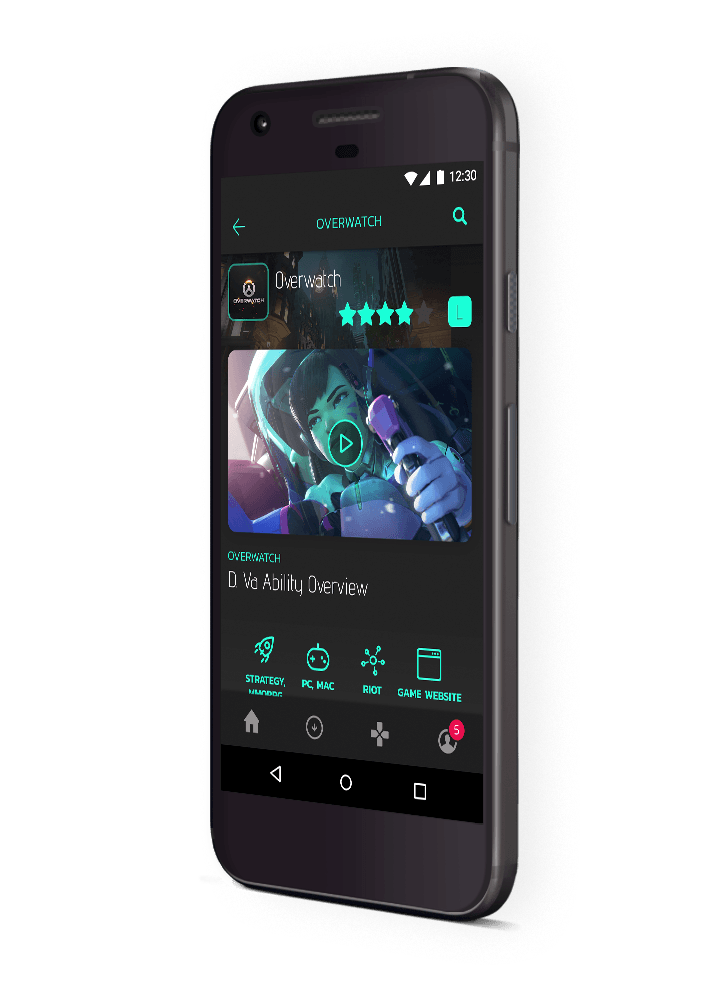 12:30
OVERWATCH
Overwatch
OVERWATCH
L
OVERWATCH
D. Va Ability Overview
STRATEGY,
MMORPG
PC, MAC
RIOT
GAME WEBSITE
5